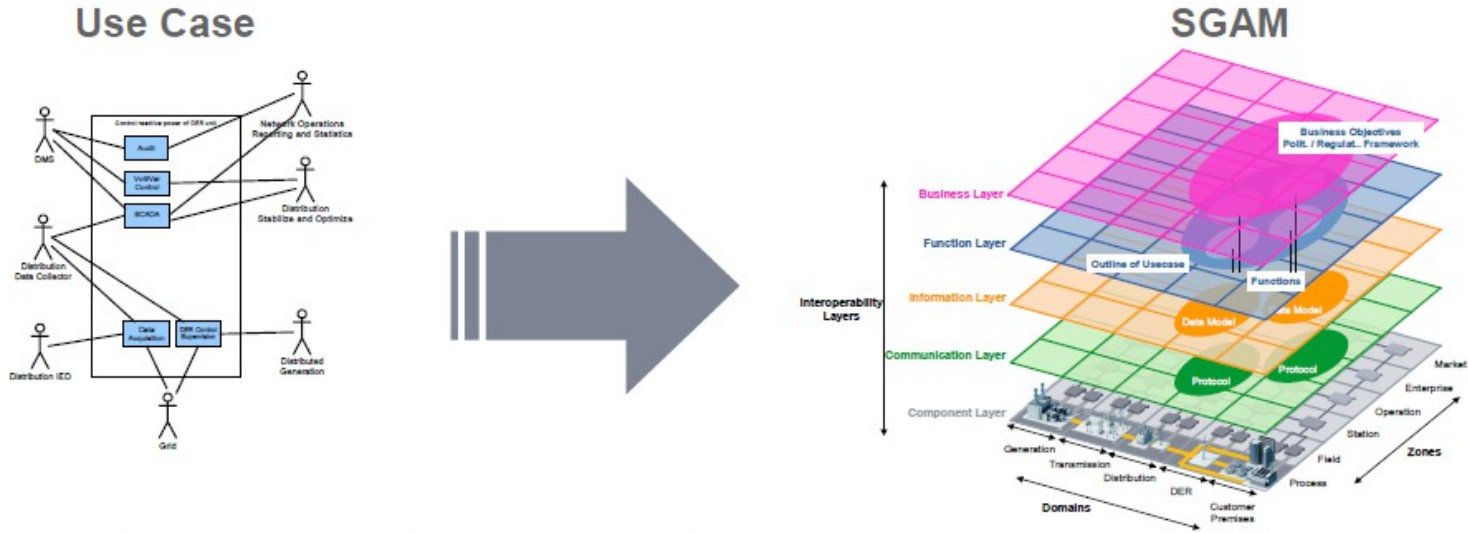 Use Case
SGAM
Control reactive power of DER unit
Audit
Volt/Var
Control
SCADA
Data
Acquisition
DER Control
Supervision
DMS
Network Operations
Reporting and Statistics
Distribution
Stabilize and Optimize
Distribution
Data Collector
Distribution IED
Distributed
Generation
Grid
Business Objectives
Polit. / Regulat.. Framework
Business Layer
Function Layer
Outline of Usecase
Functions
Interoperability
Layers
Information Layer
Data Model
Data Model
Communication Layer
Protocol
Protocol
Component Layer
Market
Enterprise
Operation
Station
Field
Process
Zones
Generation
Transmission
Distribution
DER
Customer
Premises
Domains